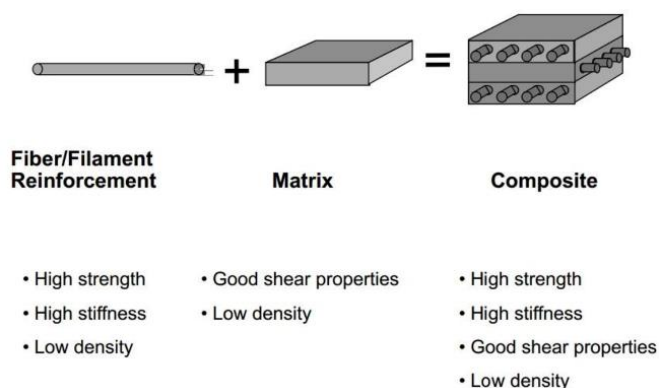 +
=
Fiber/Filament
Reinforcement
Matrix
Composite
• High strength
• High stiffness
• Low density
• Good shear properties
• Low density
• High strength
• High stiffness
• Good shear properties
• Low density